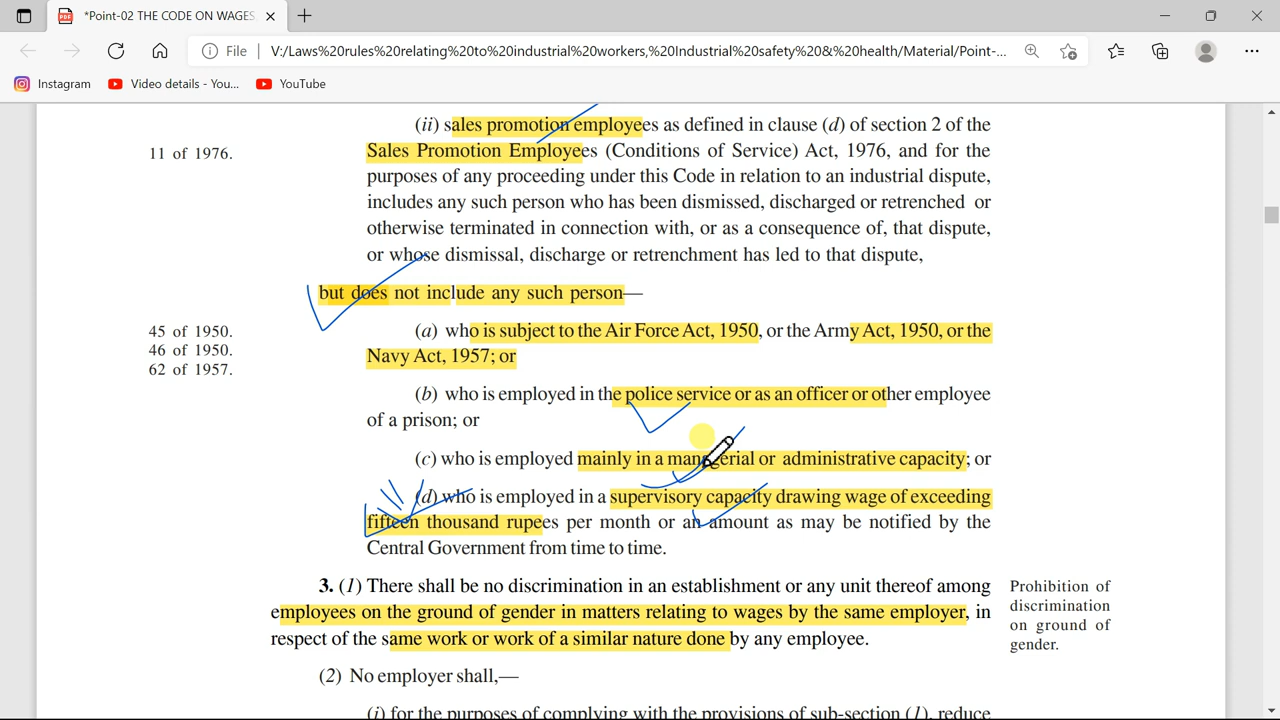 *Point-02 THE CODE ON WAGES,
File
V:/Laws%20rules%20relating%20to%20industrial%20workers,%20Industrial%20safety%20&%20health/Material/Point-...
Instagram
Video details - You...
YouTube
(ii) sales promotion employees as defined in clause (d) of section 2 of the
11 of 1976.
Sales Promotion Employees (Conditions of Service) Act, 1976, and for the
purposes of any proceeding under this Code in relation to an industrial dispute,
includes any such person who has been dismissed, discharged or retrenched or
otherwise terminated in connection with, or as a consequence of, that dispute,
or whose dismissal, discharge or retrenchment has led to that dispute,
but does not include any such person—
45 of 1950.
46 of 1950.
62 of 1957.
(a) who is subject to the Air Force Act, 1950, or the Army Act, 1950, or the
Navy Act, 1957; or
(b) who is employed in the police service or as an officer or other employee
of a prison; or
(c) who is employed mainly in a managerial or administrative capacity; or
(d) who is employed in a supervisory capacity drawing wage of exceeding
fifteen thousand rupees per month or an amount as may be notified by the
Central Government from time to time.
3. (1) There shall be no discrimination in an establishment or any unit thereof among
employees on the ground of gender in matters relating to wages by the same employer, in
respect of the same work or work of a similar nature done by any employee.
Prohibition of
discrimination
on ground of
gender.
(2) No employer shall,—
(i) for the purposes of complying with the provisions of sub-section (1), reduce